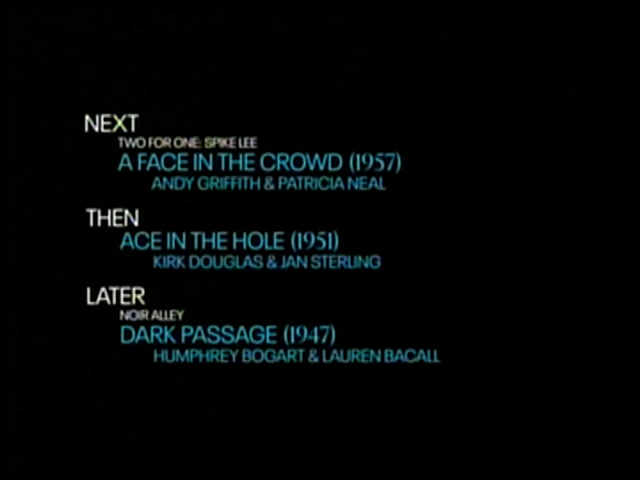 NEXT
TWO FOR ONE: SPIKE LEE
A FACE IN THE CROWD (1957)
ANDY GRIFFITH & PATRICIA NEAL
THEN
ACE IN THE HOLE (1951)
KIRK DOUGLAS & JAN STERLING
LATER
NOIR ALLEY
DARK PASSAGE (1947)
HUMPHREY BOGART & LAUREN BACALL